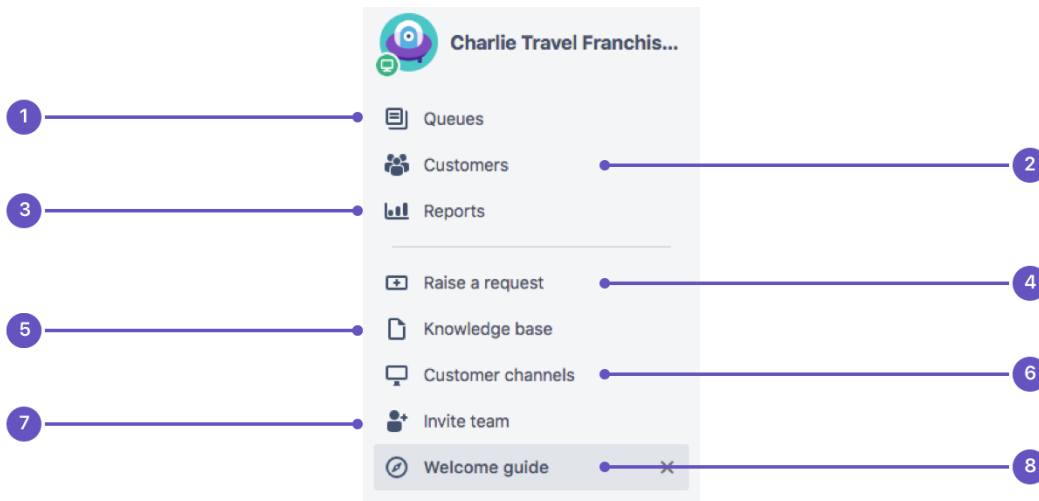 Charlie Travel Franchis...
1 Queues
Customers 2
3 Reports
Raise a request 4
5 Knowledge base
Customer channels 6
7 Invite team
Welcome guide 8